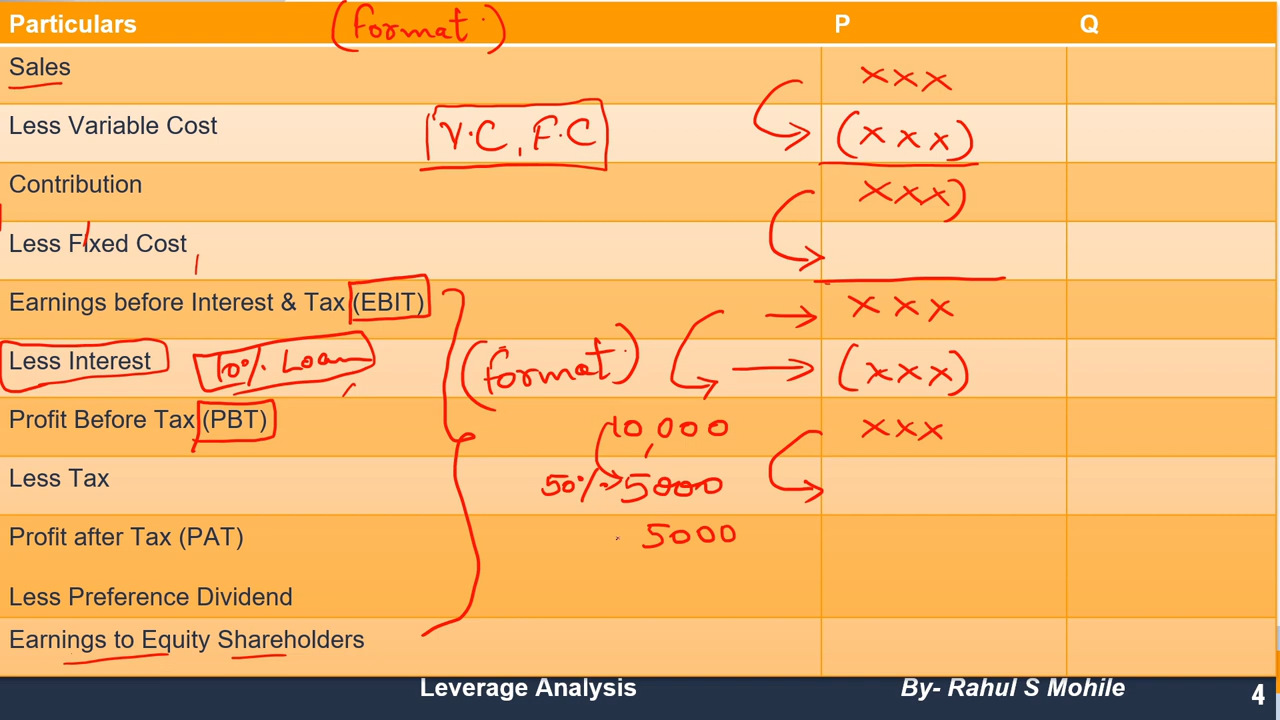 Particulars (format) P Q
Sales xxx
Less Variable Cost V.C, F.C (xxx)
Contribution xxx)
Less Fixed Cost
Earnings before Interest & Tax (EBIT) xxx
Less Interest 10% Loan (format) (xxx)
Profit Before Tax (PBT) 10,000 xxx
Less Tax 50% 5000
Profit after Tax (PAT) 5000
Less Preference Dividend
Earnings to Equity Shareholders
Leverage Analysis By- Rahul S Mohile 4